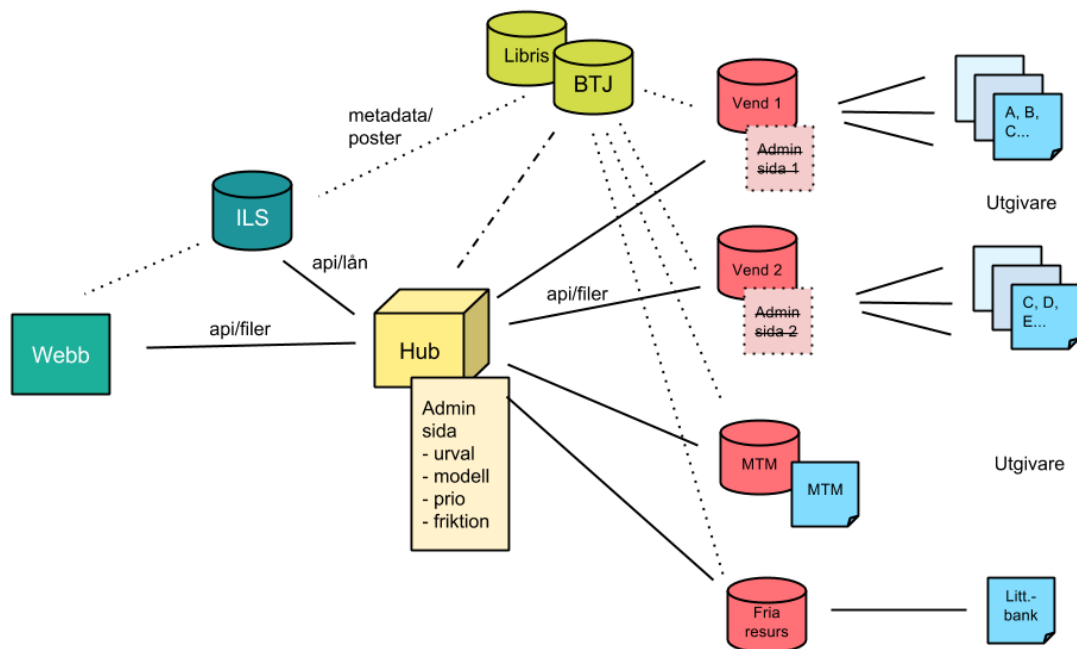 Libris
BTJ
metadata/
poster
Vend 1
Admin
sida 1
A, B,
C...
Utgivare
ILS
api/lån
Vend 2
Admin
sida 2
api/filer
C, D,
E...
Webb
api/filer
Hub
Admin
sida
- urval
- modell
- prio
- friktion
MTM
MTM
Utgivare
Fria
resurs
Litt.-
bank